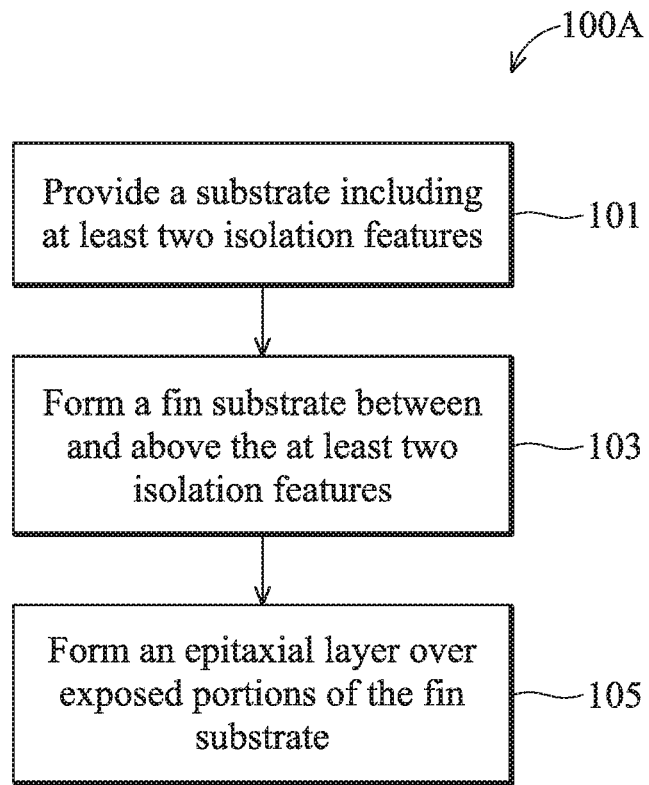 100A
Provide a substrate including
at least two isolation features
101
Form a fin substrate between
and above the at least two
isolation features
103
Form an epitaxial layer over
exposed portions of the fin
substrate
105